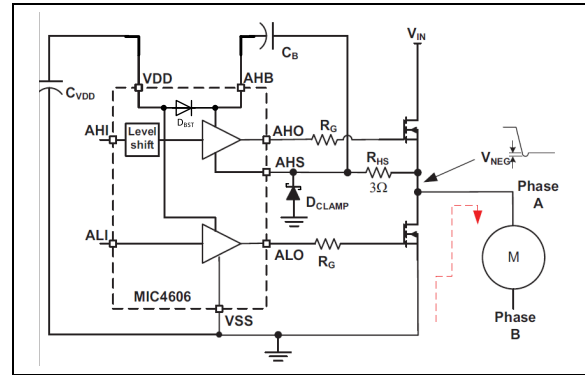 VIN
CB
VDD
AHB
CVDD
DBST
AHI
Level
shift
AHO
RG
AHS
RHS
3Ω
VNEG
Phase
A
DCLAMP
ALI
ALO
RG
M
MIC4606
VSS
Phase
B